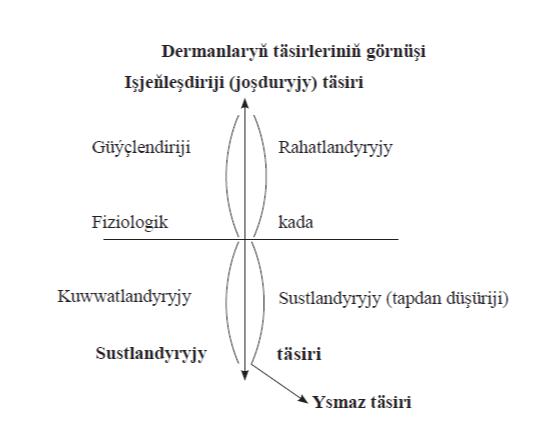 Dermanlaryň täsirleriniň görnüşi
Işjeňleşdiriji (joşduryjy) täsiri
Güýçlendiriji Rahatlandyryjy
Fiziologik kada
Kuwwatlandyryjy Sustlandyryjy (tapdan düşüriji)
Sustlandyryjy täsiri
Ysmaz täsiri